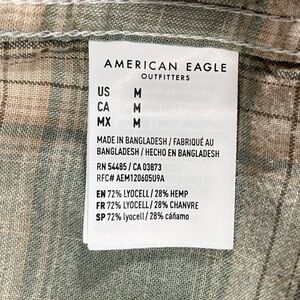 AMERICAN EAGLE
OUTFITTERS
US M
CA M
MX M
MADE IN BANGLADESH / FABRIQUÉ AU
BANGLADESH / HECHO EN BANGLADESH
RN 54485 / CA 03873
RFC# AEM120605U9A
EN 72% LYOCELL / 28% HEMP
FR 72% LYOCELL / 28% CHANVRE
SP 72% lyocell / 28% cáñamo